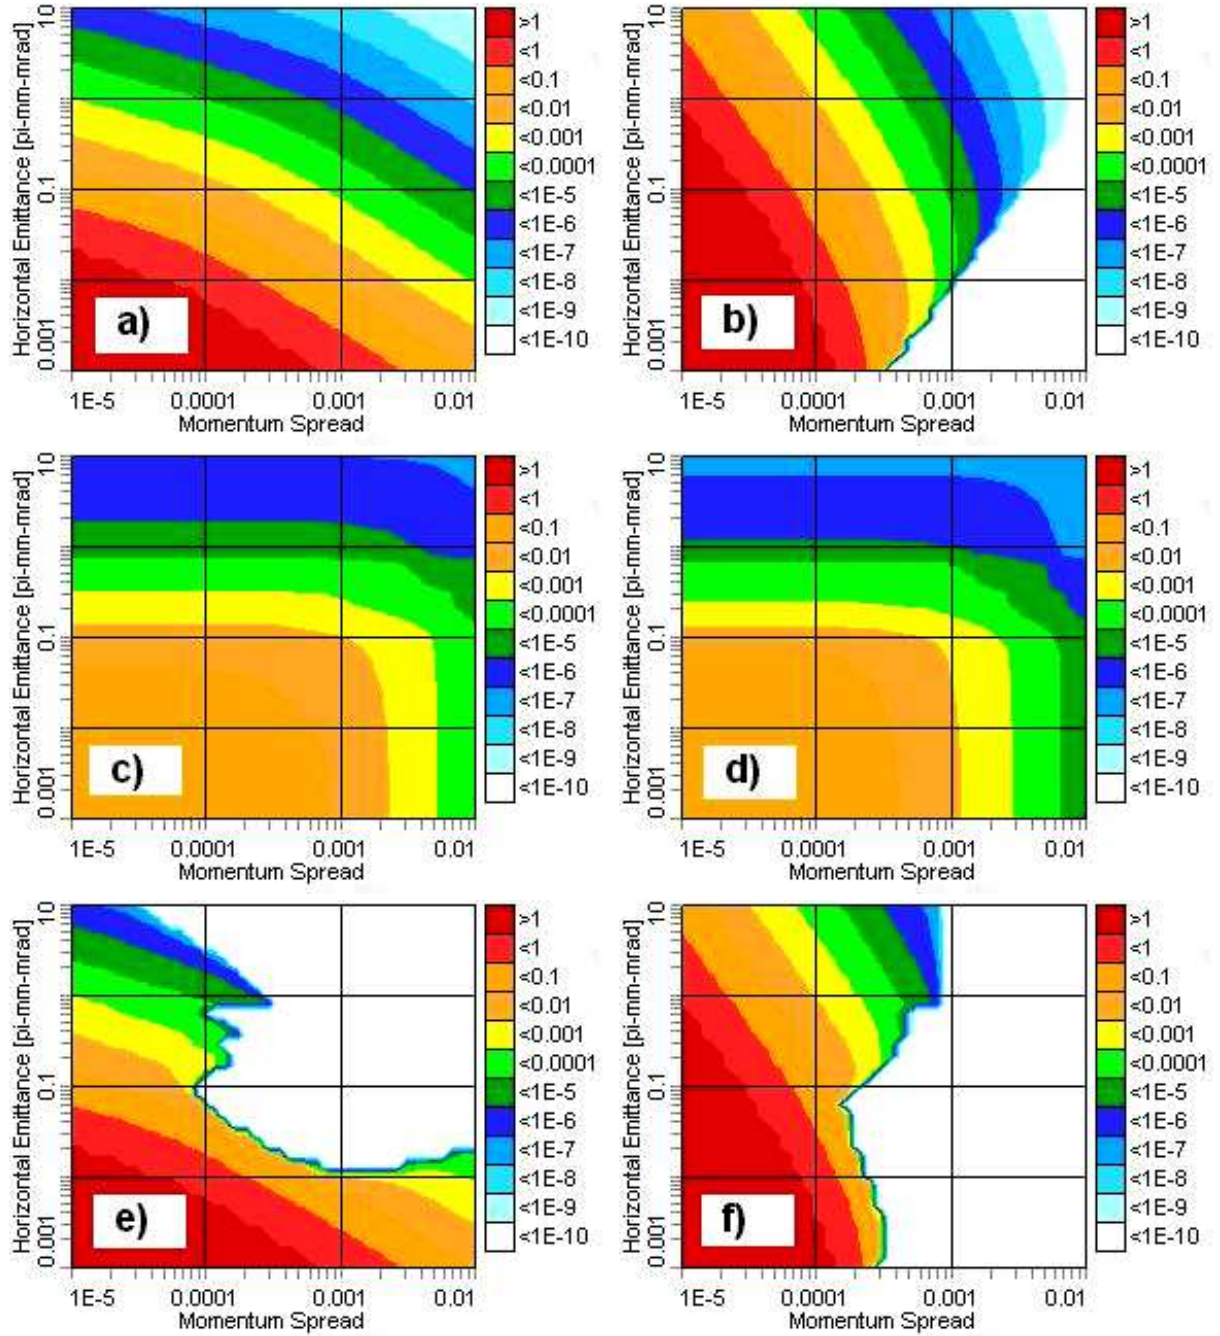 10
0.1
0.001
Horizontal Emittance [pi-mm-mrad]
a)
1E-5 0.0001 0.001 0.01
Momentum Spread
>1
<1
<0.1
<0.01
<0.001
<0.0001
<1E-5
<1E-6
<1E-7
<1E-8
<1E-9
<1E-10
10
0.1
0.001
Horizontal Emittance [pi-mm-mrad]
b)
1E-5 0.0001 0.001 0.01
Momentum Spread
>1
<1
<0.1
<0.01
<0.001
<0.0001
<1E-5
<1E-6
<1E-7
<1E-8
<1E-9
<1E-10
10
0.1
0.001
Horizontal Emittance [pi-mm-mrad]
c)
1E-5 0.0001 0.001 0.01
Momentum Spread
>1
<1
<0.1
<0.01
<0.001
<0.0001
<1E-5
<1E-6
<1E-7
<1E-8
<1E-9
<1E-10
10
0.1
0.001
Horizontal Emittance [pi-mm-mrad]
d)
1E-5 0.0001 0.001 0.01
Momentum Spread
>1
<1
<0.1
<0.01
<0.001
<0.0001
<1E-5
<1E-6
<1E-7
<1E-8
<1E-9
<1E-10
10
0.1
0.001
Horizontal Emittance [pi-mm-mrad]
e)
1E-5 0.0001 0.001 0.01
Momentum Spread
>1
<1
<0.1
<0.01
<0.001
<0.0001
<1E-5
<1E-6
<1E-7
<1E-8
<1E-9
<1E-10
10
0.1
0.001
Horizontal Emittance [pi-mm-mrad]
f)
1E-5 0.0001 0.001 0.01
Momentum Spread
>1
<1
<0.1
<0.01
<0.001
<0.0001
<1E-5
<1E-6
<1E-7
<1E-8
<1E-9
<1E-10